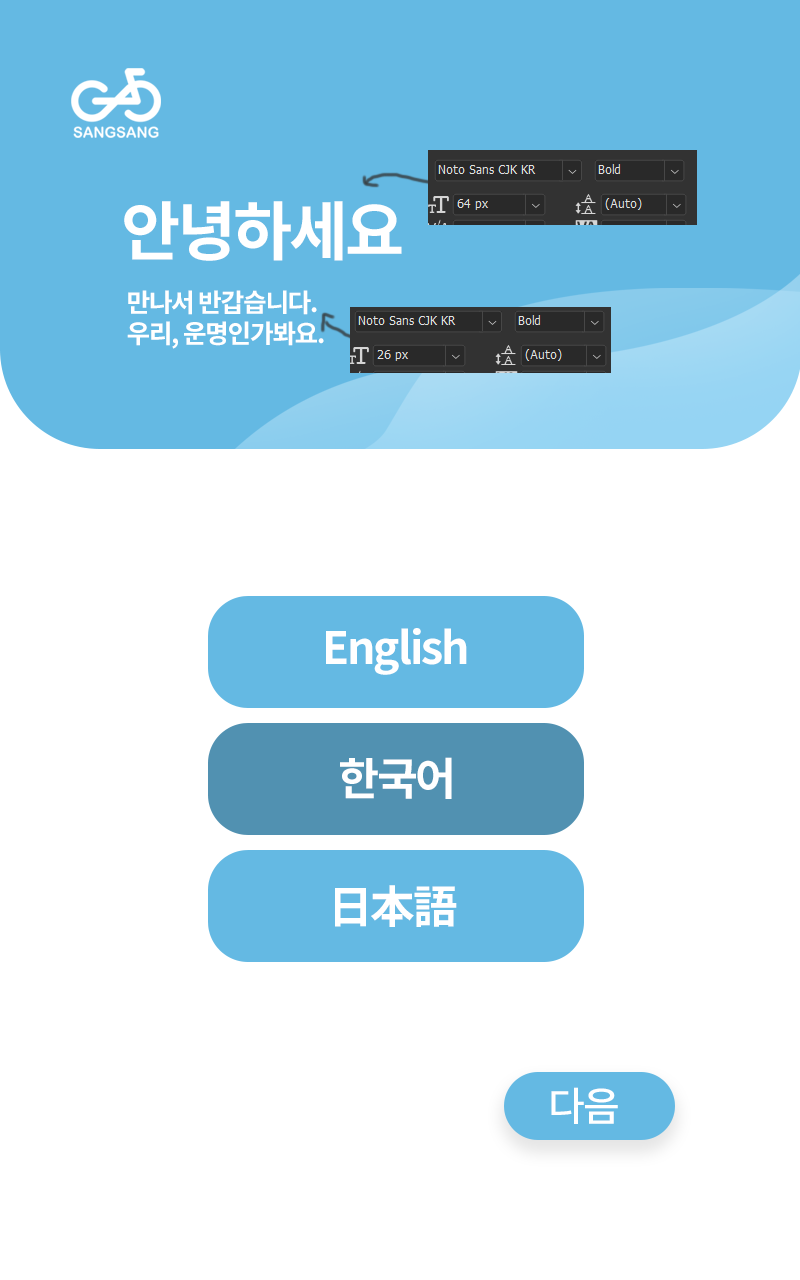 SANGSANG
Noto Sans CJK KR Bold
64 px (Auto)
안녕하세요
만나서 반갑습니다.
우리, 운명인가봐요.
Noto Sans CJK KR Bold
26 px (Auto)
English
한국어
日本語
다음